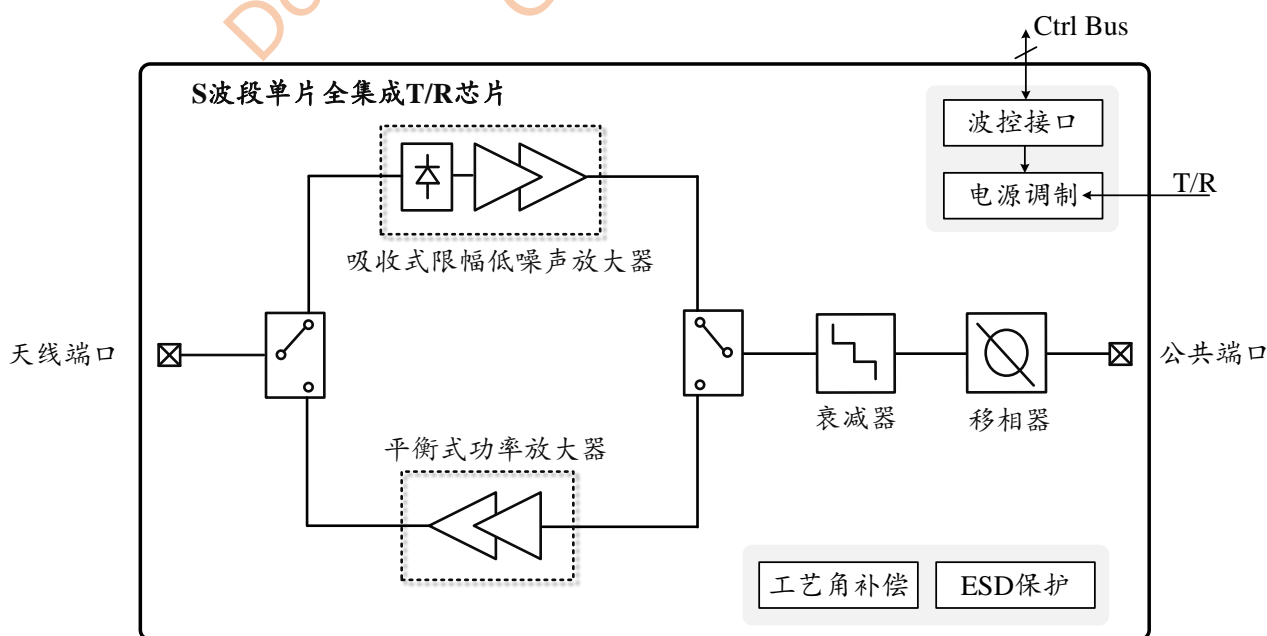 Ctrl Bus
S波段单片全集成T/R芯片
波控接口
电源调制
T/R
吸收式限幅低噪声放大器
天线端口
公共端口
衰减器
移相器
平衡式功率放大器
工艺角补偿
ESD保护